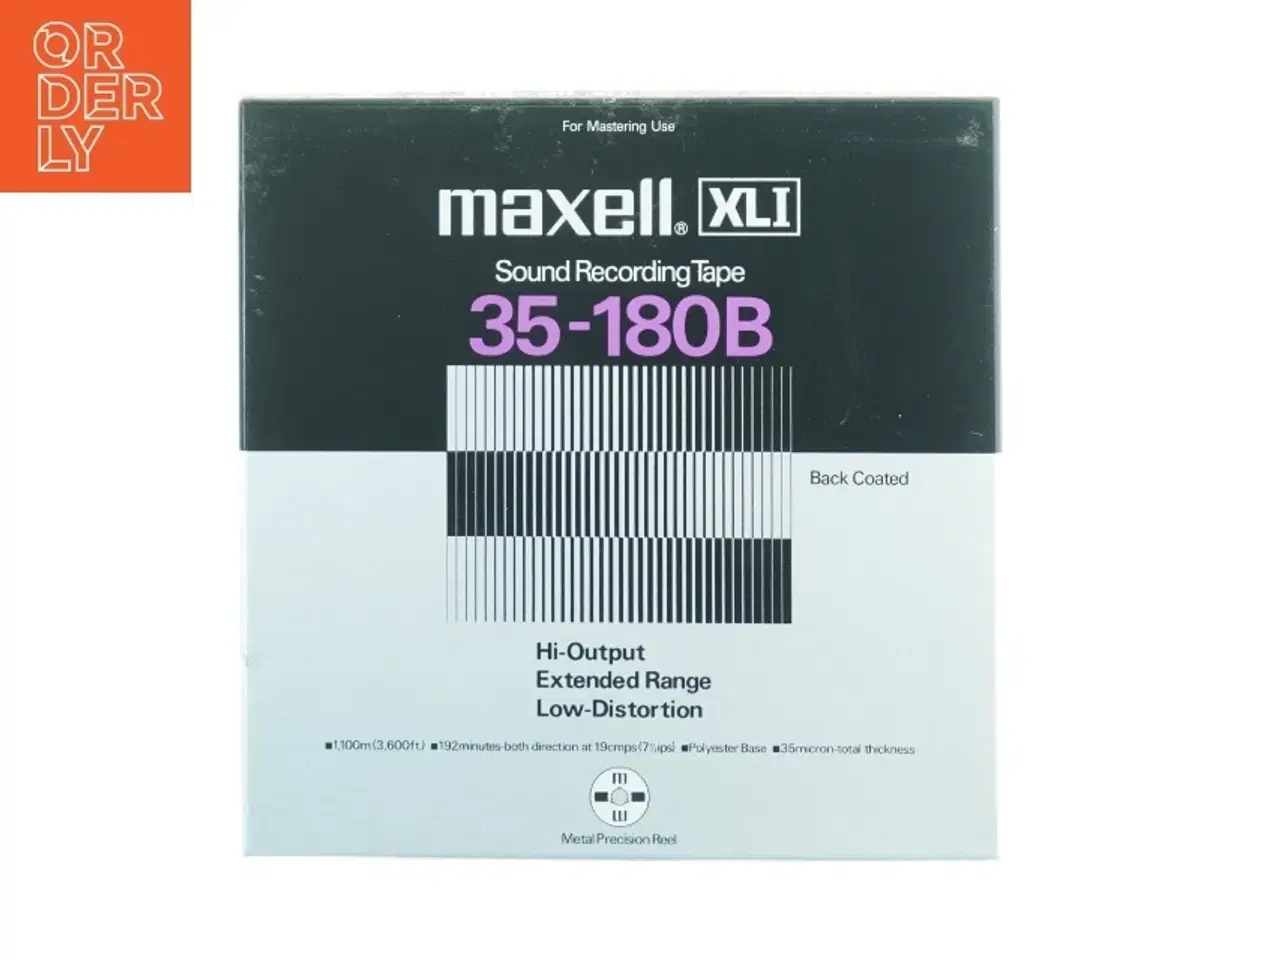 ORDERLY
For Mastering Use
maxell® XLI
Sound Recording Tape
35-180B
Back Coated
Hi-Output
Extended Range
Low-Distortion
■1,100m(3,600ft) ■192minutes-both direction at 19cmps(7½ips) ■Polyester Base ■35micron-total thickness
m
m
Metal Precision Reel